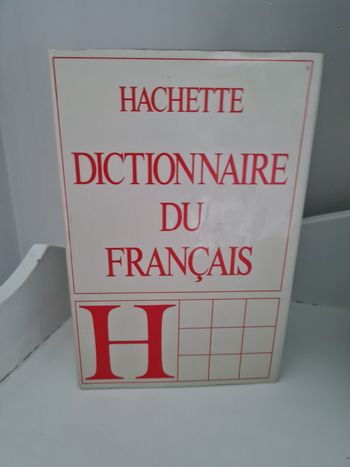 HACHETTE
DICTIONNAIRE
DU
FRANÇAIS
H